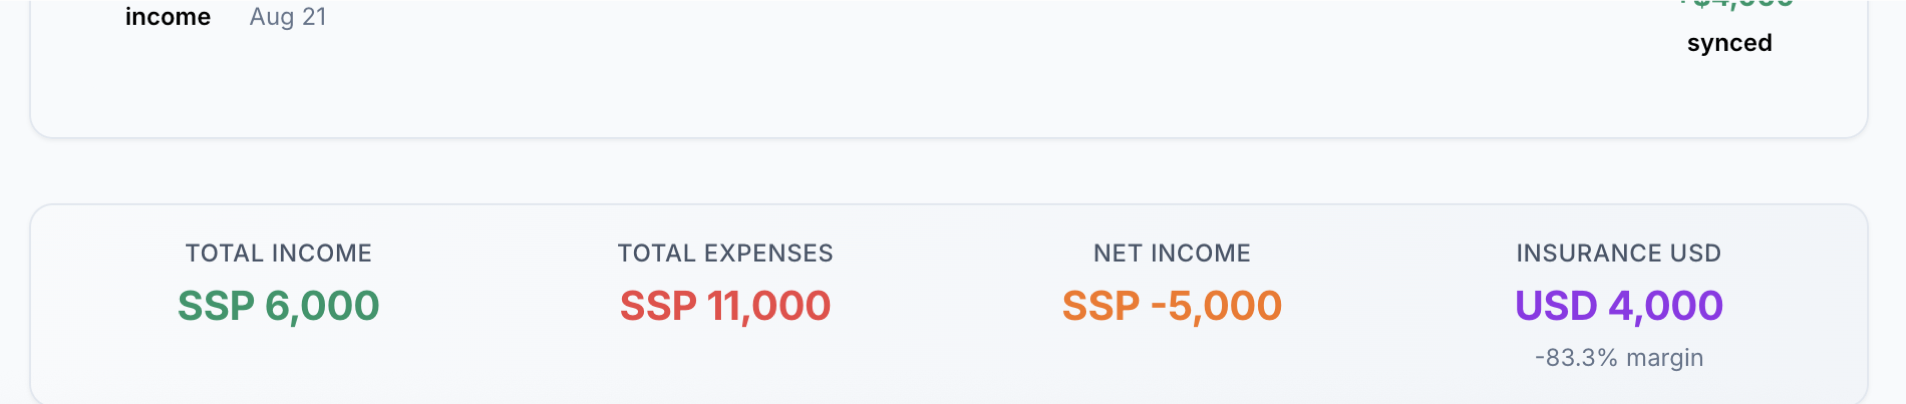 income Aug 21
synced
TOTAL INCOME
SSP 6,000
TOTAL EXPENSES
SSP 11,000
NET INCOME
SSP -5,000
INSURANCE USD
USD 4,000
-83.3% margin